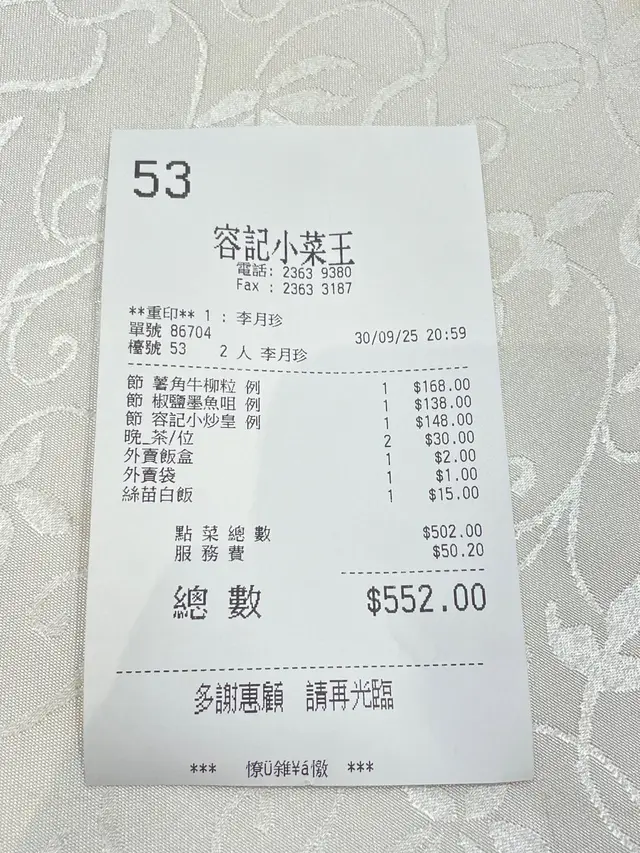 53
容記小菜王
電話: 2363 9380
Fax : 2363 3187
**重印** 1 : 李月珍
單號 86704 30/09/25 20:59
檯號 53 2 人 李月珍
節 薯角牛柳粒 例 1 $168.00
節 椒鹽墨魚咀 例 1 $138.00
節 容記小炒皇 例 1 $148.00
晚_茶/位 2 $30.00
外賣飯盒 1 $2.00
外賣袋 1 $1.00
絲苗白飯 1 $15.00
點菜總數 $502.00
服務費 $50.20
總數 $552.00
多謝惠顧 請再光臨
*** ***